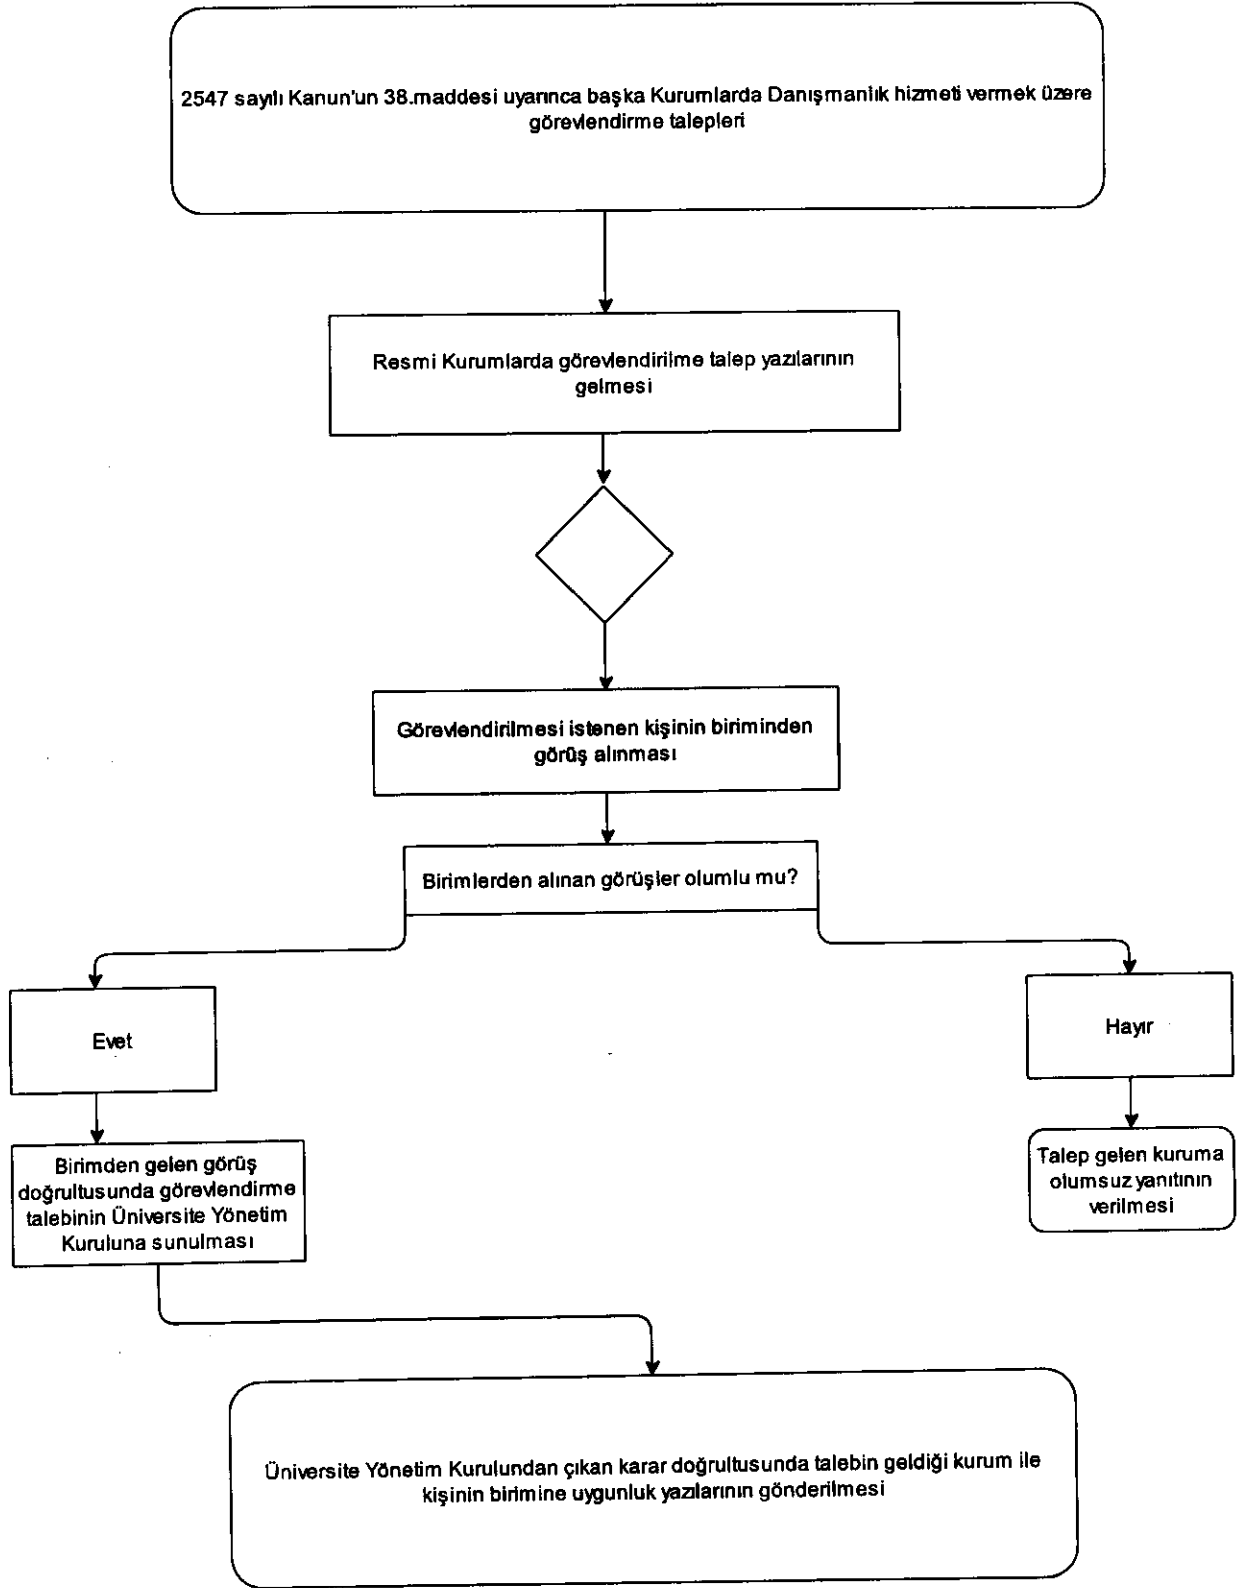 2547 sayılı Kanun'un 38.maddesi uyarınca başka Kurumlarda Danışmanlık hizmeti vermek üzere
görevlendirme talepleri
Resmi Kurumlarda görevlendirilme talep yazılarının
gelmesi
Görevlendirilmesi istenen kişinin biriminden
görüş alınması
Birimlerden alınan görüşler olumlu mu?
Evet
Hayır
Birimden gelen görüş
doğrultusunda görevlendirme
talebinin Üniversite Yönetim
Kuruluna sunulması
Talep gelen kuruma
olumsuz yanıtının
verilmesi
Üniversite Yönetim Kurulundan çıkan karar doğrultusunda talebin geldiği kurum ile
kişinin birimine uygunluk yazılarının gönderilmesi